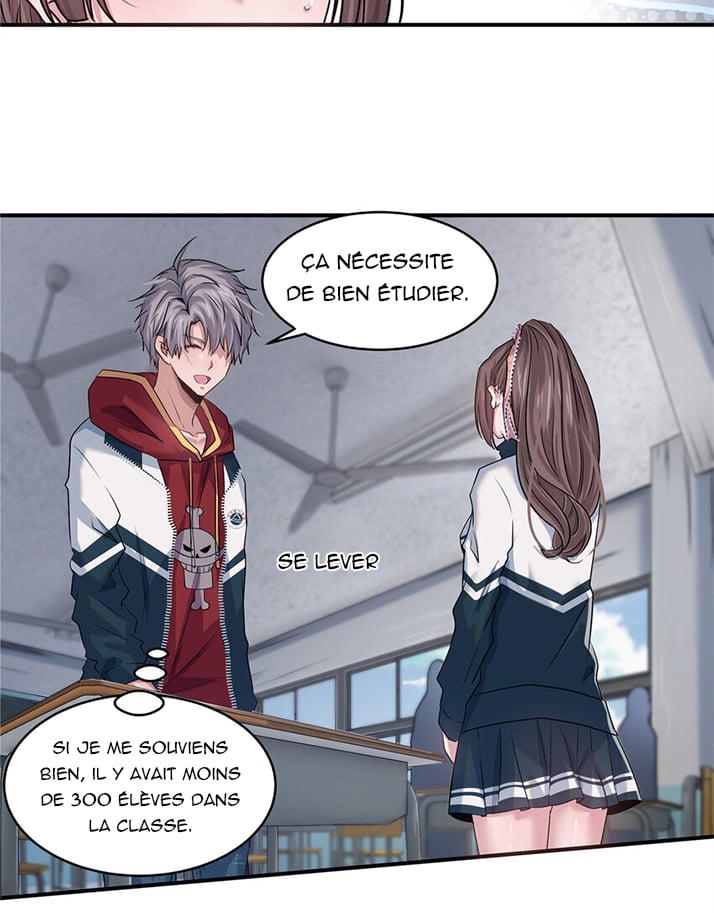 ÇA NÉCESSITE
DE BIEN ÉTUDIER.
SE LEVER
SI JE ME SOUVIENS
BIEN, IL Y AVAIT MOINS
DE 300 ÉLÈVES DANS
LA CLASSE.